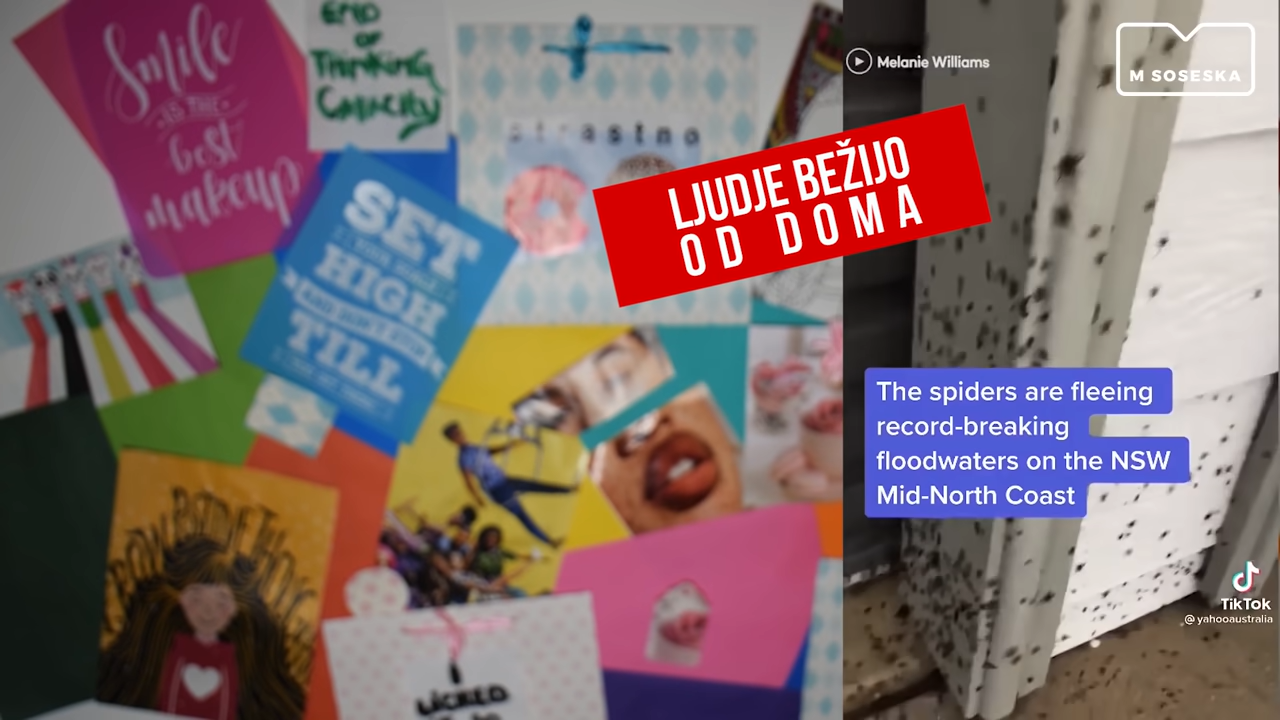 Smile
IS THE
best
makeup
END
OF
Thinking
Capacity
strastno
SET
HIGH
TILL
LJUDJE BEŽIJO
OD DOMA
Melanie Williams
M SOSESKA
The spiders are fleeing
record-breaking
floodwaters on the NSW
Mid-North Coast
TikTok
@yahooaustralia